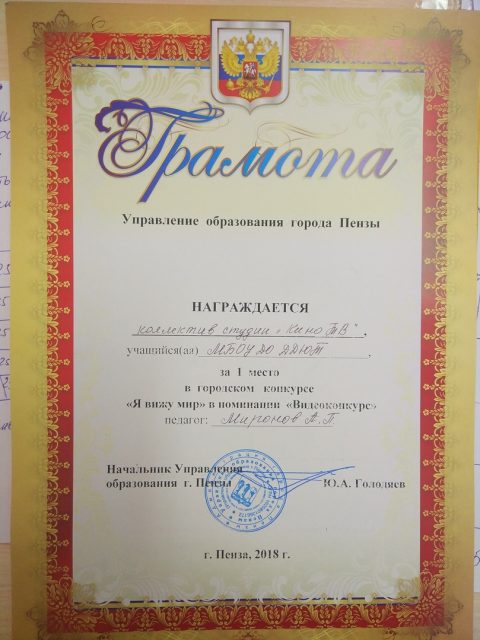 Грамота
Управление образования города Пензы
НАГРАЖДАЕТСЯ
коллектив студии "Кино ТВ",
учащийся(ая) МБОУ ДО ДДЮТ,
за 1 место
в городском конкурсе
«Я вижу мир» в номинации «Видеоконкурс»
педагог: Миронов А.П.
Начальник Управления
образования г. Пензы Ю.А. Голодяев
г. Пенза, 2018 г.